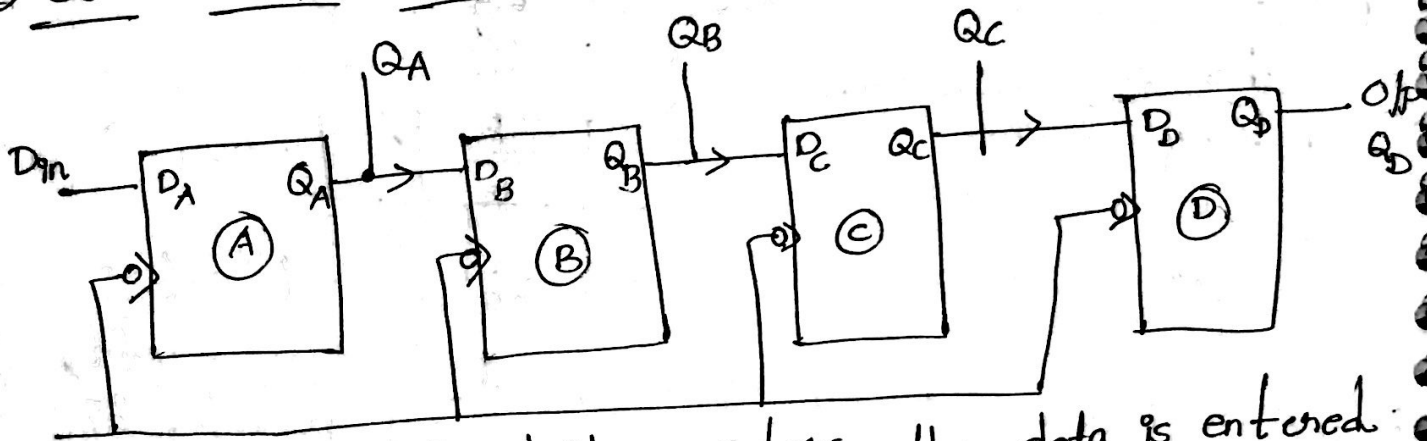 QA QB QC
Din DA QA DB QB DC QC DD QD O/p
QD
A B C D
data is entered